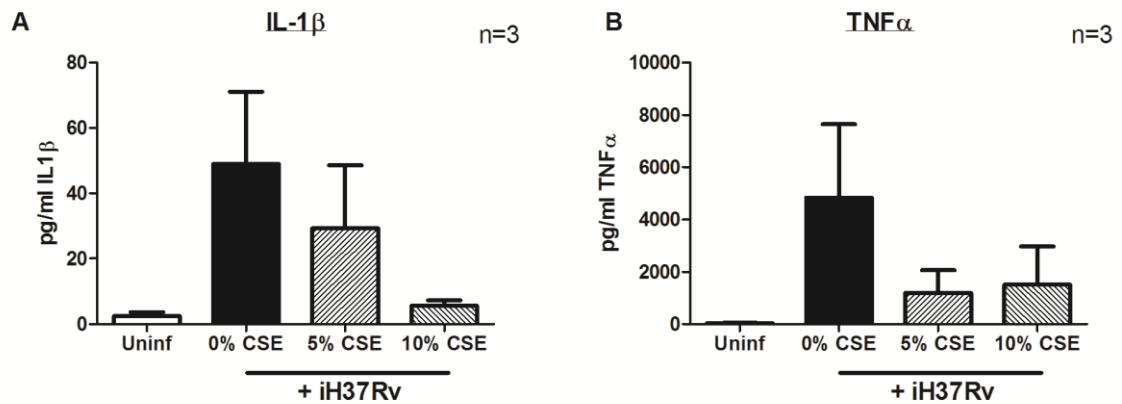 A
IL-1β
n=3
pg/ml IL1β
80
60
40
20
0
Uninf 0% CSE 5% CSE 10% CSE
+ iH37Rv
B
TNFα
n=3
pg/ml TNFα
10000
8000
6000
4000
2000
0
Uninf 0% CSE 5% CSE 10% CSE
+ iH37Rv